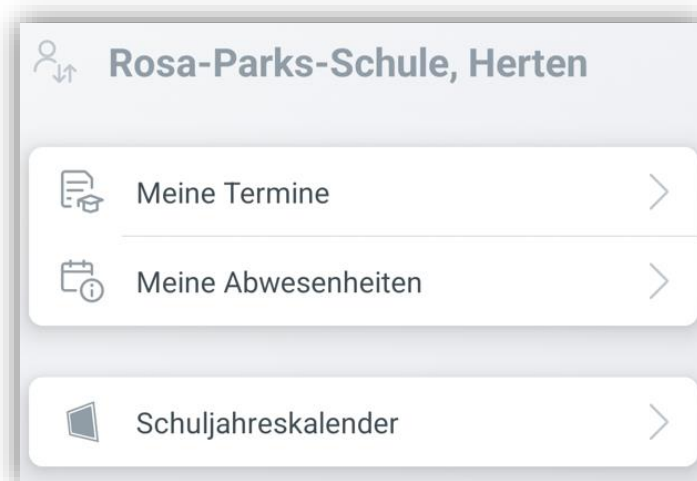 Rosa-Parks-Schule, Herten
Meine Termine
Meine Abwesenheiten
Schuljahreskalender